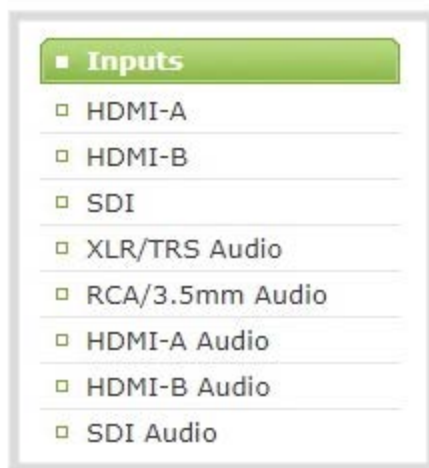 Inputs
HDMI-A
HDMI-B
SDI
XLR/TRS Audio
RCA/3.5mm Audio
HDMI-A Audio
HDMI-B Audio
SDI Audio